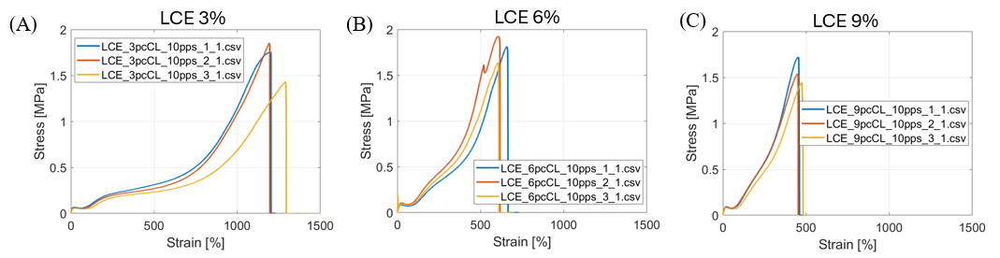 (A)
LCE 3%
2
1.5
1
0.5
0
Stress [MPa]
LCE_3pcCL_10pps_1_1.csv
LCE_3pcCL_10pps_2_1.csv
LCE_3pcCL_10pps_3_1.csv
0 500 1000 1500
Strain [%]
(B)
LCE 6%
2
1.5
1
0.5
0
Stress [MPa]
LCE_6pcCL_10pps_1_1.csv
LCE_6pcCL_10pps_2_1.csv
LCE_6pcCL_10pps_3_1.csv
0 500 1000 1500
Strain [%]
(C)
LCE 9%
2
1.5
1
0.5
0
Stress [MPa]
LCE_9pcCL_10pps_1_1.csv
LCE_9pcCL_10pps_2_1.csv
LCE_9pcCL_10pps_3_1.csv
0 500 1000 1500
Strain [%]